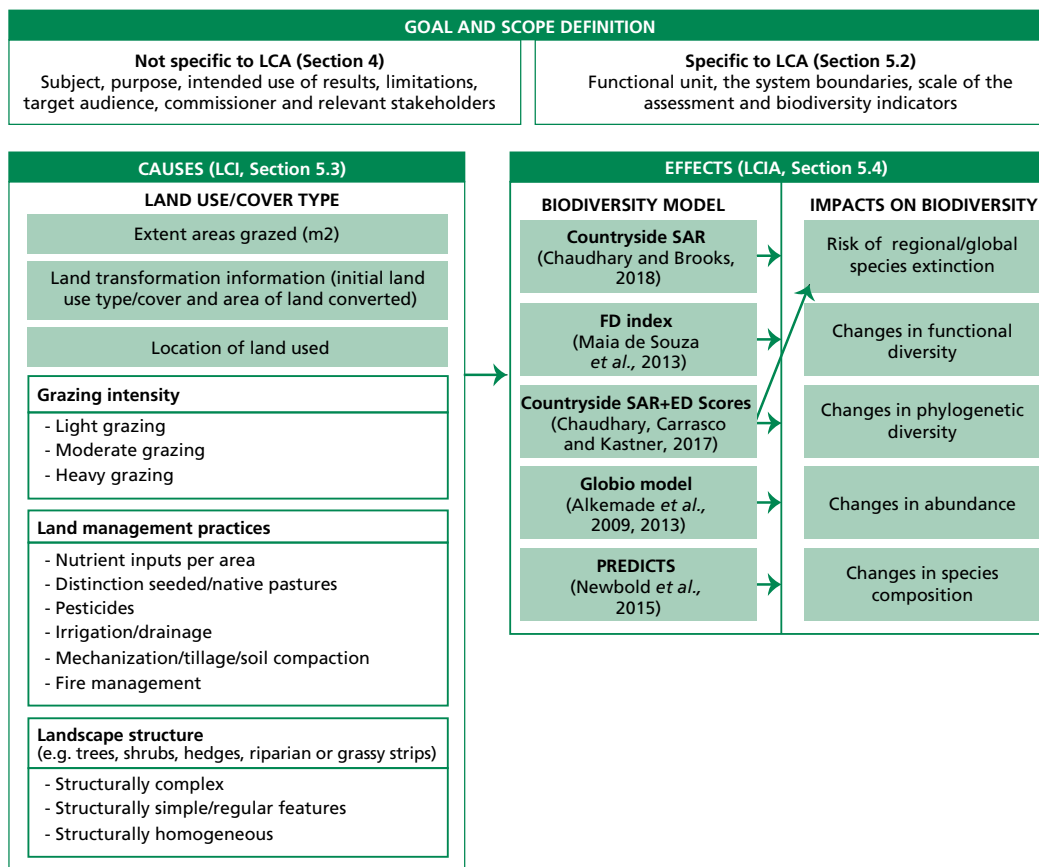 GOAL AND SCOPE DEFINITION
Not specific to LCA (Section 4)
Subject, purpose, intended use of results, limitations,
target audience, commissioner and relevant stakeholders
Specific to LCA (Section 5.2)
Functional unit, the system boundaries, scale of the
assessment and biodiversity indicators
CAUSES (LCI, Section 5.3)
LAND USE/COVER TYPE
Extent areas grazed (m2)
Land transformation information (initial land
use type/cover and area of land converted)
Location of land used
Grazing intensity
- Light grazing
- Moderate grazing
- Heavy grazing
Land management practices
- Nutrient inputs per area
- Distinction seeded/native pastures
- Pesticides
- Irrigation/drainage
- Mechanization/tillage/soil compaction
- Fire management
Landscape structure
(e.g. trees, shrubs, hedges, riparian or grassy strips)
- Structurally complex
- Structurally simple/regular features
- Structurally homogeneous
EFFECTS (LCIA, Section 5.4)
BIODIVERSITY MODEL
Countryside SAR
(Chaudhary and Brooks,
2018)
FD index
(Maia de Souza
et al., 2013)
Countryside SAR+ED Scores
(Chaudhary, Carrasco
and Kastner, 2017)
Globio model
(Alkemade et al.,
2009, 2013)
PREDICTS
(Newbold et al.,
2015)
IMPACTS ON BIODIVERSITY
Risk of regional/global
species extinction
Changes in functional
diversity
Changes in phylogenetic
diversity
Changes in abundance
Changes in species
composition